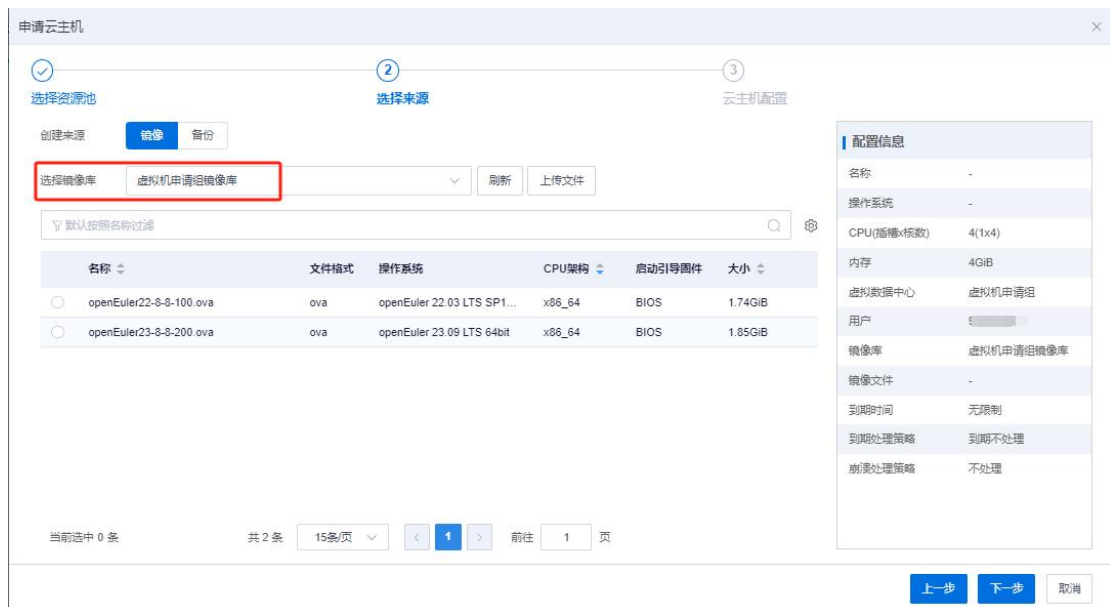 申请云主机
2 3
选择资源池 选择来源 云主机配置
创建来源 镜像 备份
选择镜像库 虚拟机申请组镜像库 刷新 上传文件
默认按照名称过滤
名称 文件格式 操作系统 CPU架构 启动引导固件 大小
openEuler22-8-8-100.ova ova openEuler 22.03 LTS SP1... x86_64 BIOS 1.74GiB
openEuler23-8-8-200.ova ova openEuler 23.09 LTS 64bit x86_64 BIOS 1.85GiB
当前选中 0 条 共 2 条 15条/页 1 前往 1 页
配置信息
名称 -
操作系统 -
CPU(插槽x核数) 4(1x4)
内存 4GiB
虚拟数据中心 虚拟机申请组
用户
镜像库 虚拟机申请组镜像库
镜像文件 -
到期时间 无限制
到期处理策略 到期不处理
崩溃处理策略 不处理
上一步 下一步 取消